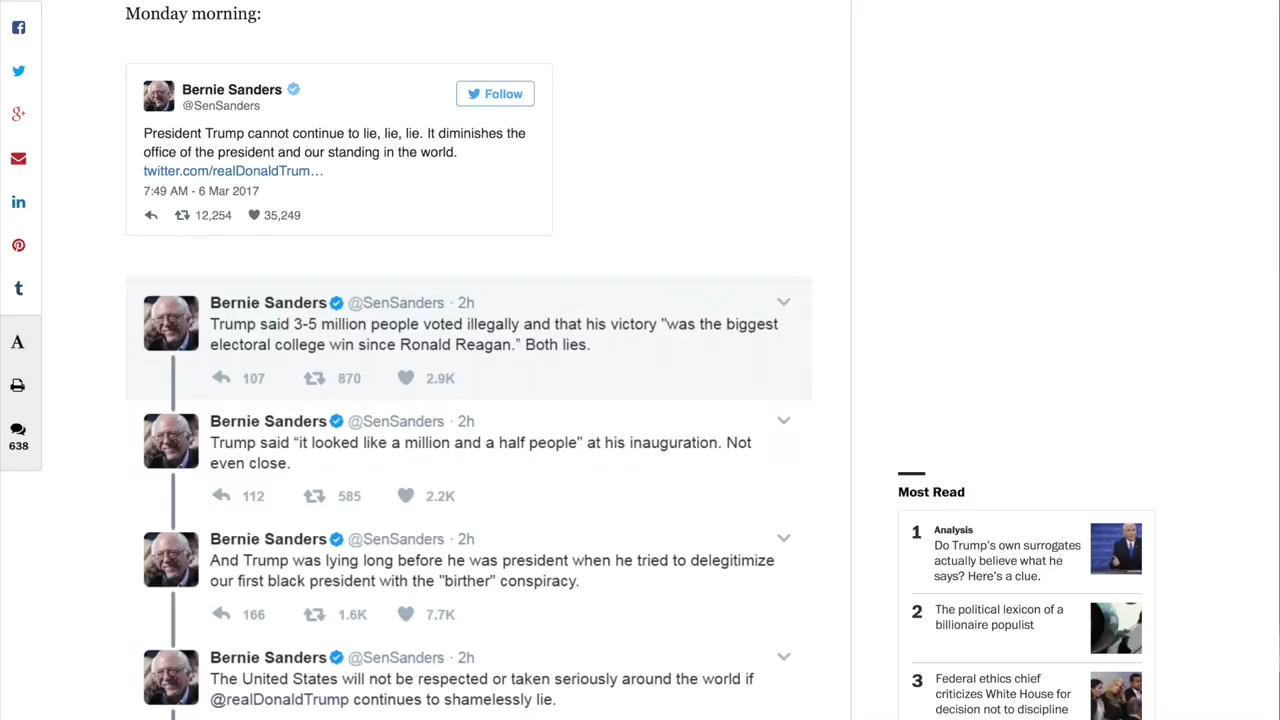 Monday morning:
Bernie Sanders
@SenSanders
Follow
President Trump cannot continue to lie, lie, lie. It diminishes the
office of the president and our standing in the world.
twitter.com/realDonaldTrum…
7:49 AM - 6 Mar 2017
12,254 35,249
Bernie Sanders @SenSanders · 2h
Trump said 3-5 million people voted illegally and that his victory "was the biggest
electoral college win since Ronald Reagan." Both lies.
107 870 2.9K
Bernie Sanders @SenSanders · 2h
Trump said “it looked like a million and a half people” at his inauguration. Not
even close.
112 585 2.2K
Bernie Sanders @SenSanders · 2h
And Trump was lying long before he was president when he tried to delegitimize
our first black president with the "birther" conspiracy.
166 1.6K 7.7K
Bernie Sanders @SenSanders · 2h
The United States will not be respected or taken seriously around the world if
@realDonaldTrump continues to shamelessly lie.
A
638
Most Read
1 Analysis
Do Trump’s own surrogates
actually believe what he
says? Here’s a clue.
2 The political lexicon of a
billionaire populist
3 Federal ethics chief
criticizes White House for
decision not to discipline